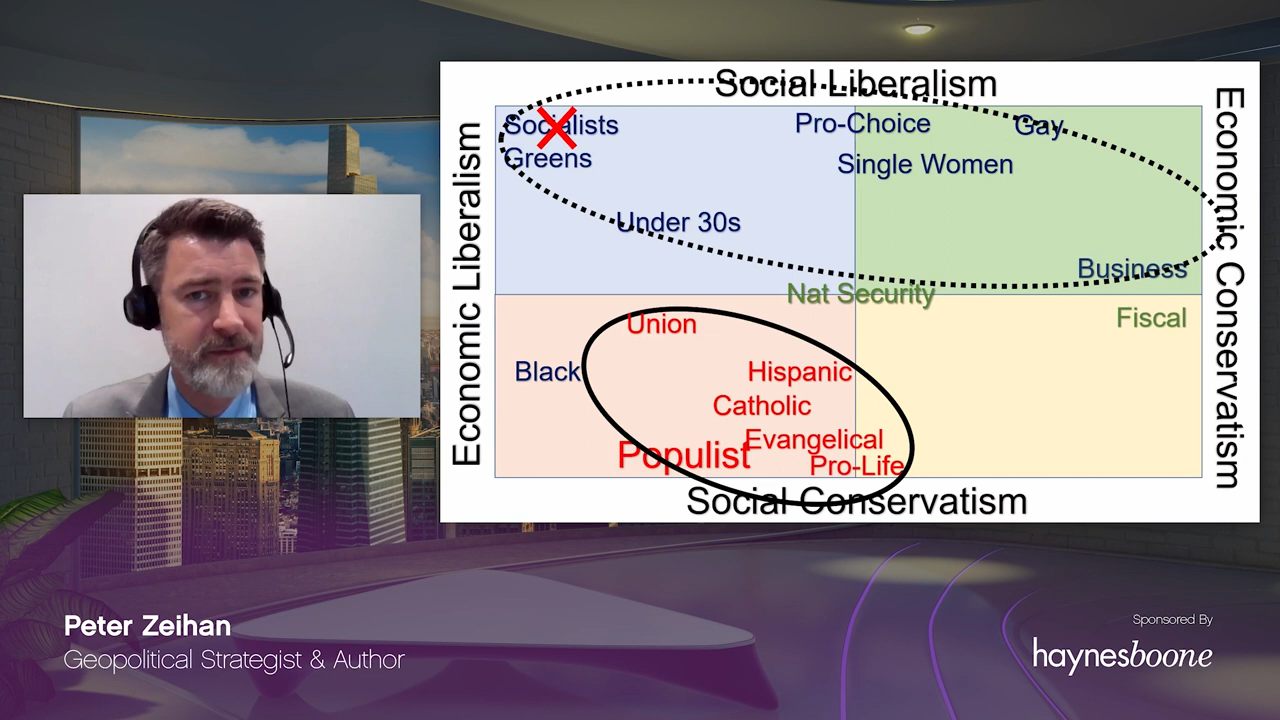 Social Liberalism
Economic Liberalism
Economic Conservatism
Socialists
Pro-Choice
Gay
Greens
Single Women
Under 30s
Business
Nat Security
Fiscal
Union
Black
Hispanic
Catholic
Evangelical
Populist
Pro-Life
Social Conservatism
Peter Zeihan
Geopolitical Strategist & Author
Sponsored By
haynesboone